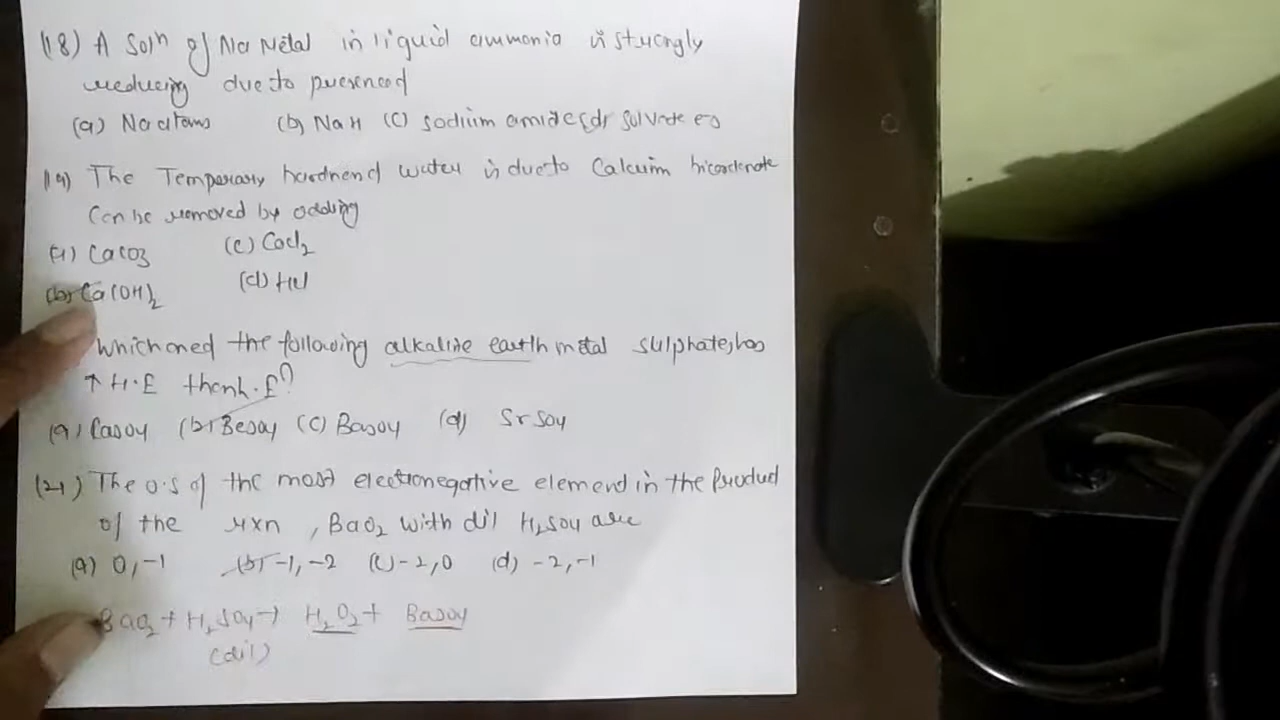 (18) A Solⁿ of Na Metal in liquid ammonia is strongly
reducing due to presence of
(a) Na atoms (b) NaH (c) sodium amide (d) Solvated e⁻s
19) The Temporary hardness of water is due to Calcium bicarbonate
Can be removed by adding
(a) CaCO3 (c) CaCl2
(b) Ca(OH)2 (d) HCl
Which one of the following alkaline earth metal sulphates, has
↑ H.E than L.E?
(a) CaSO4 (b) BeSO4 (c) BaSO4 (d) SrSO4
(21) The O.S of the most electronegative element in the Product
of the rxn, BaO2 with dil H2SO4 are
(a) 0, -1 (b) -1, -2 (c) -2, 0 (d) -2, -1
BaO2 + H2SO4 → H2O2 + BaSO4
(dil)